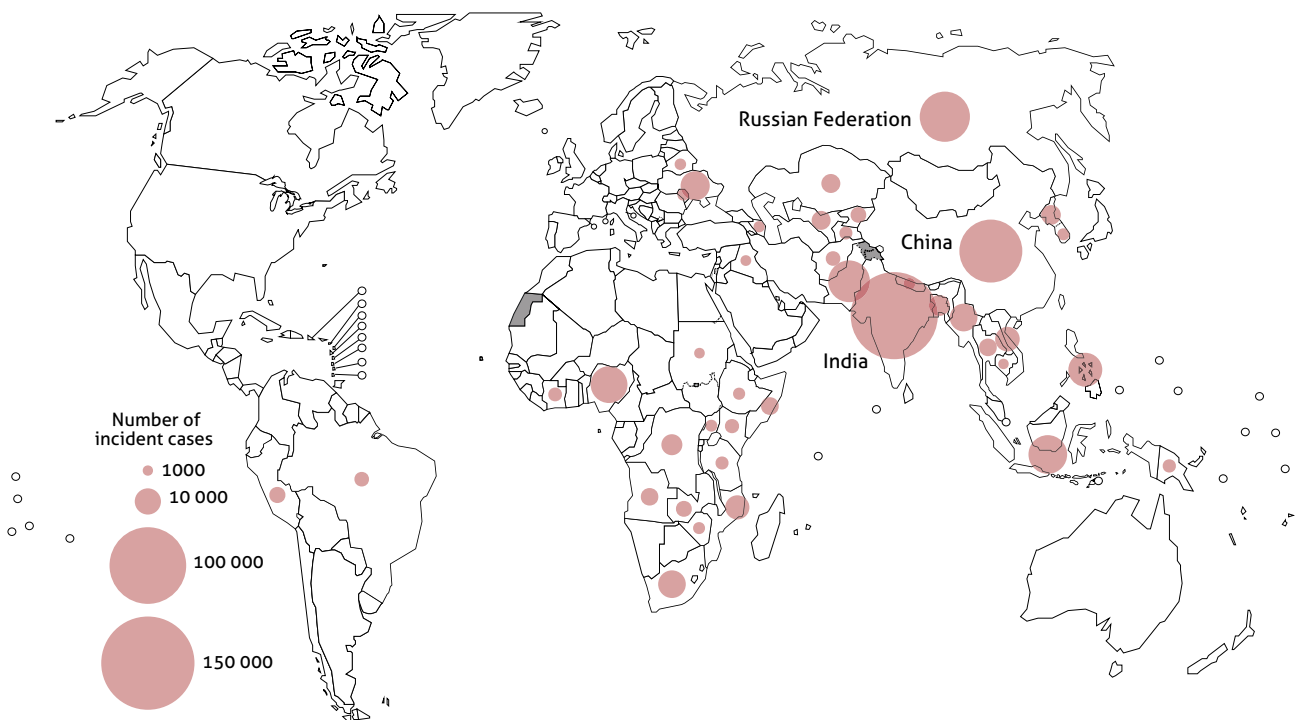 Russian Federation
China
India
Number of
incident cases
1000
10 000
100 000
150 000